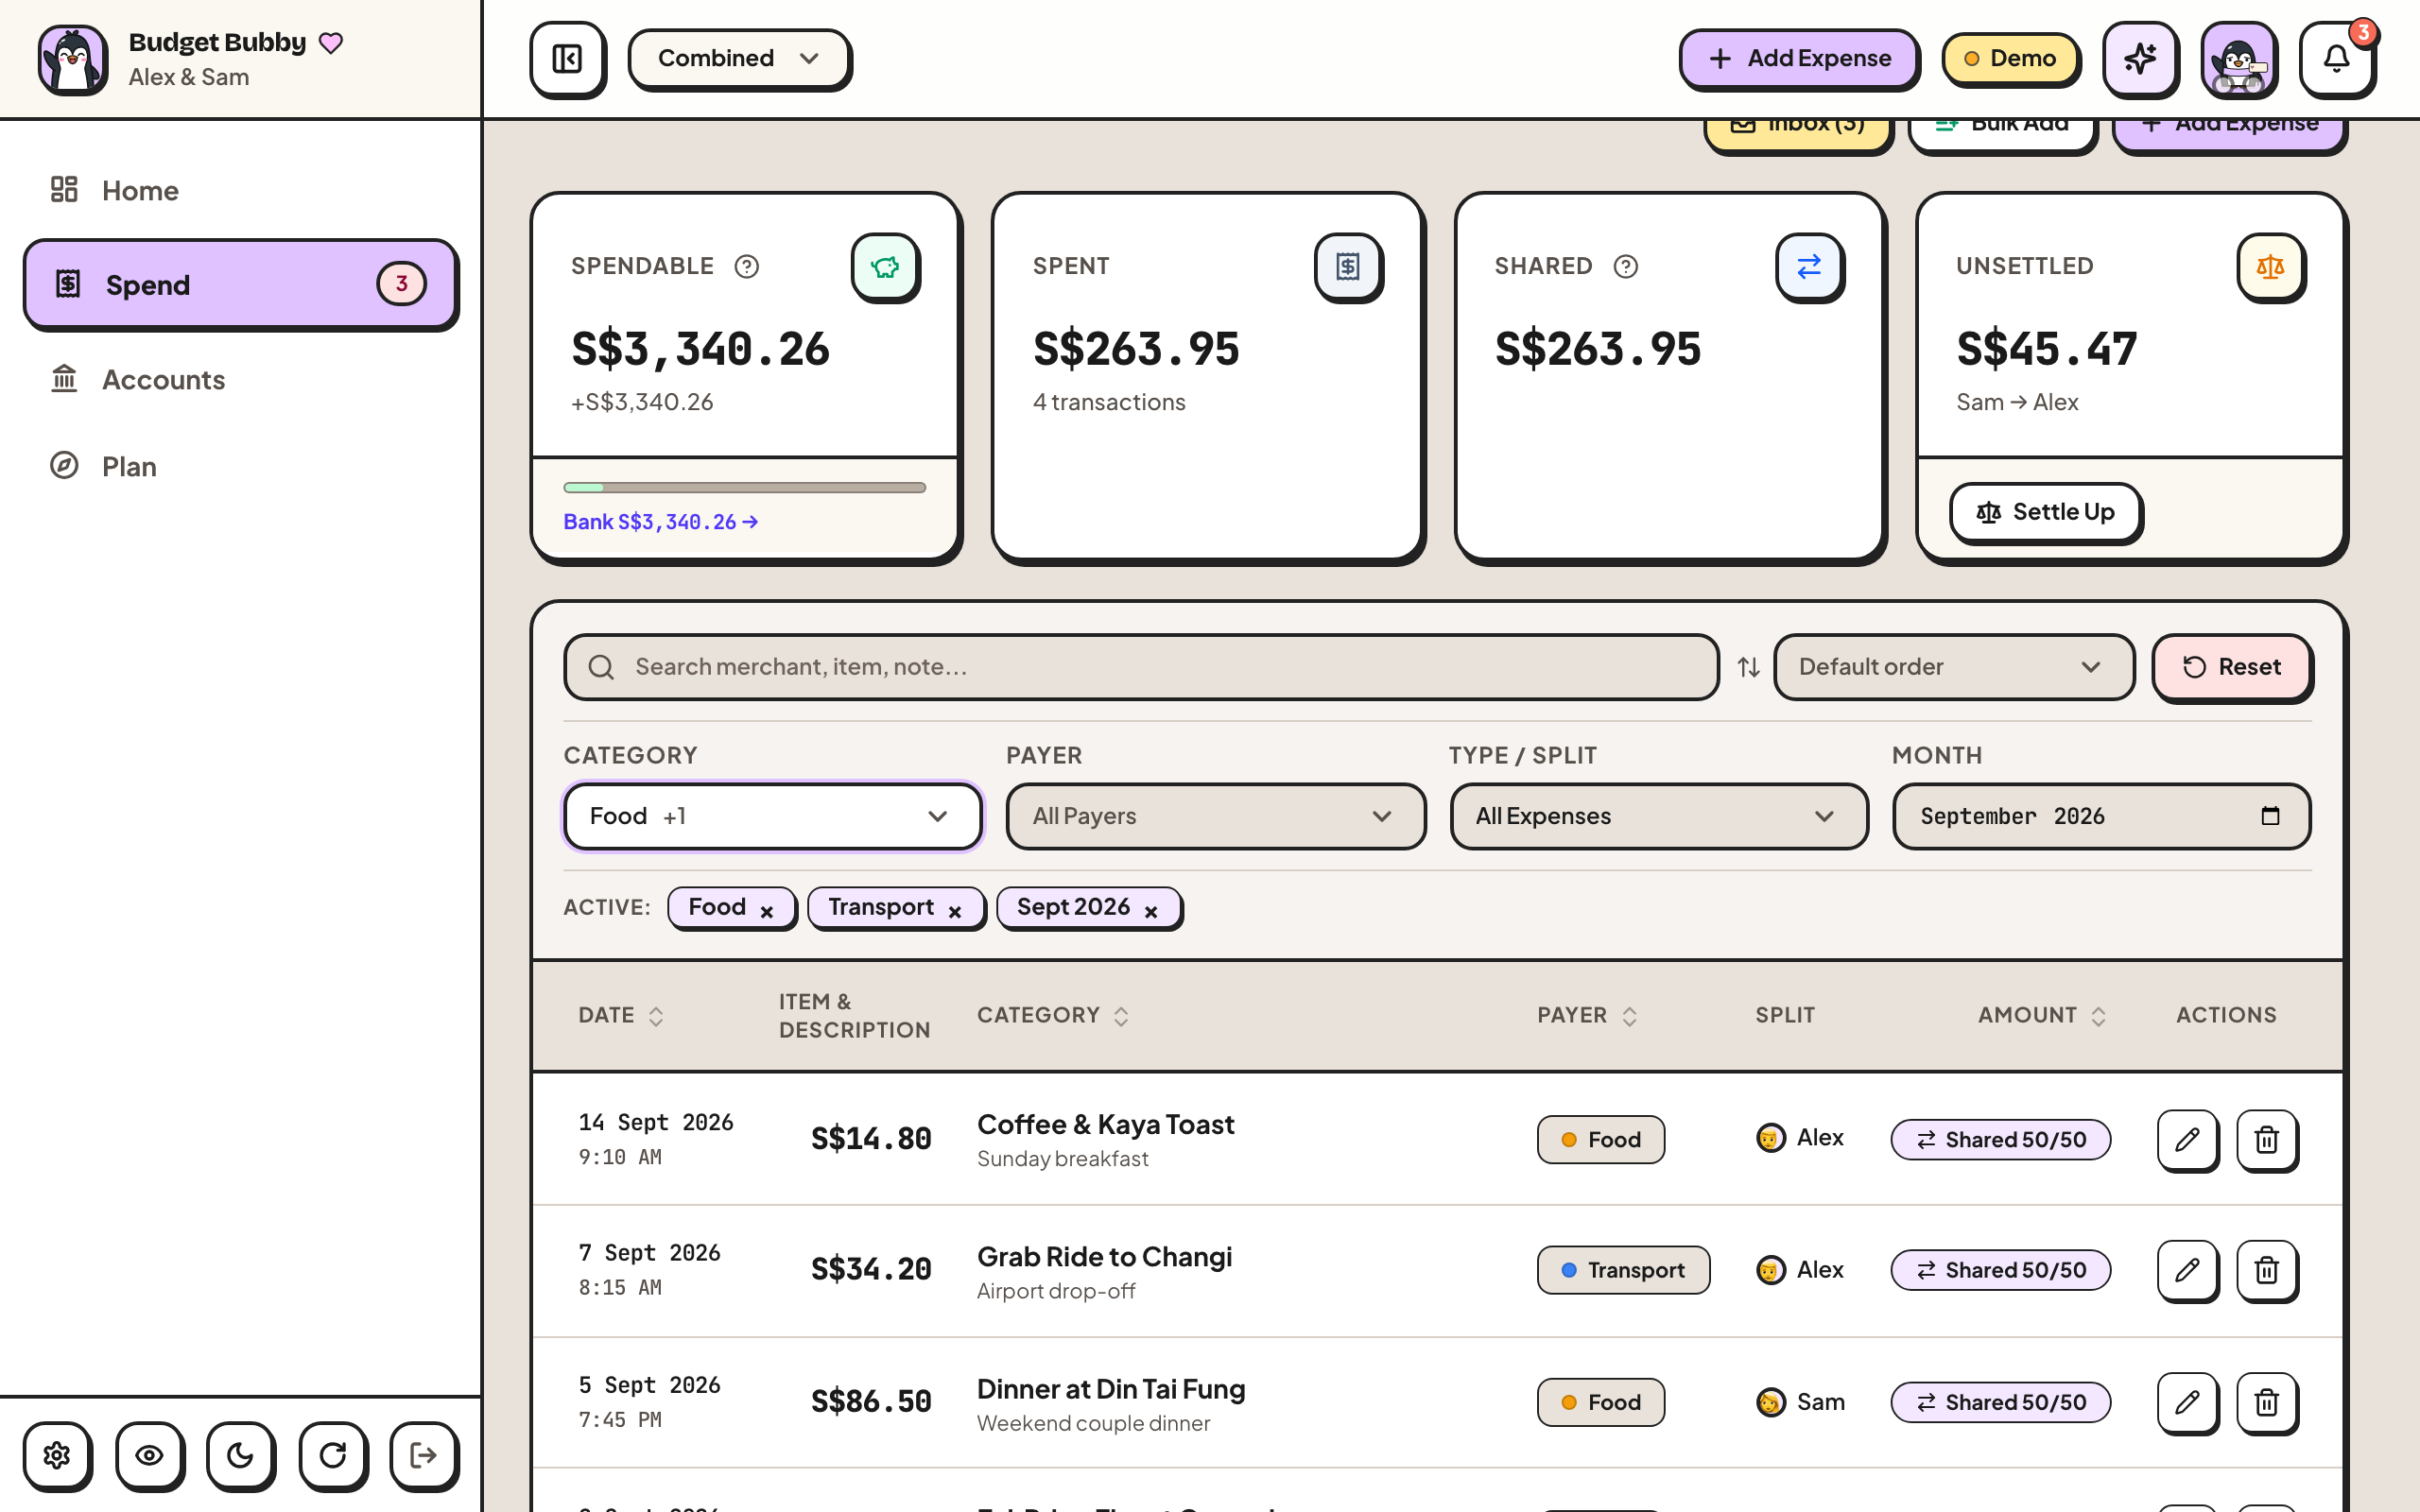 Budget Bubby
Alex & Sam
Combined
Add Expense
Demo
3
Home
Spend
3
Accounts
Plan
Inbox (3)
Bulk Add
Add Expense
SPENDABLE
S$3,340.26
+S$3,340.26
Bank S$3,340.26 →
SPENT
S$263.95
4 transactions
SHARED
S$263.95
UNSETTLED
S$45.47
Sam → Alex
Settle Up
Search merchant, item, note...
Default order
Reset
CATEGORY
PAYER
TYPE / SPLIT
MONTH
Food +1
All Payers
All Expenses
September 2026
ACTIVE:
Food ×
Transport ×
Sept 2026 ×
DATE
ITEM &
DESCRIPTION
CATEGORY
PAYER
SPLIT
AMOUNT
ACTIONS
14 Sept 2026
9:10 AM
S$14.80
Coffee & Kaya Toast
Sunday breakfast
Food
Alex
Shared 50/50
7 Sept 2026
8:15 AM
S$34.20
Grab Ride to Changi
Airport drop-off
Transport
Alex
Shared 50/50
5 Sept 2026
7:45 PM
S$86.50
Dinner at Din Tai Fung
Weekend couple dinner
Food
Sam
Shared 50/50